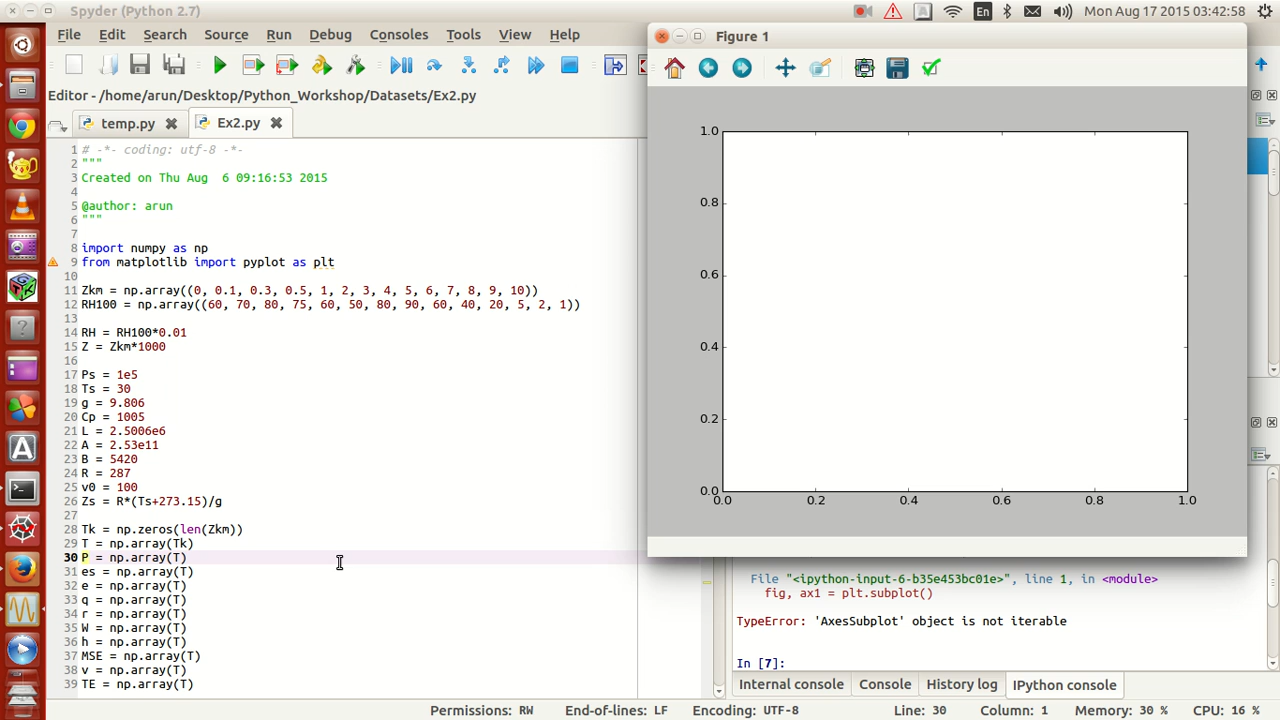 Spyder (Python 2.7)
En
Mon Aug 17 2015 03:42:58
File Edit Search Source Run Debug Consoles Tools View Help
Editor - /home/arun/Desktop/Python_Workshop/Datasets/Ex2.py
temp.py
Ex2.py
1 # -*- coding: utf-8 -*-
2 """
3 Created on Thu Aug  6 09:16:53 2015
4
5 @author: arun
6 """
7
8 import numpy as np
9 from matplotlib import pyplot as plt
10
11 Zkm = np.array((0, 0.1, 0.3, 0.5, 1, 2, 3, 4, 5, 6, 7, 8, 9, 10))
12 RH100 = np.array((60, 70, 80, 75, 60, 50, 80, 90, 60, 40, 20, 5, 2, 1))
13
14 RH = RH100*0.01
15 Z = Zkm*1000
16
17 Ps = 1e5
18 Ts = 30
19 g = 9.806
20 Cp = 1005
21 L = 2.5006e6
22 A = 2.53e11
23 B = 5420
24 R = 287
25 v0 = 100
26 Zs = R*(Ts+273.15)/g
27
28 Tk = np.zeros(len(Zkm))
29 T = np.array(Tk)
30 P = np.array(T)
31 es = np.array(T)
32 e = np.array(T)
33 q = np.array(T)
34 r = np.array(T)
35 W = np.array(T)
36 h = np.array(T)
37 MSE = np.array(T)
38 v = np.array(T)
39 TE = np.array(T)
Figure 1
1.0
0.8
0.6
0.4
0.2
0.0
0.0 0.2 0.4 0.6 0.8 1.0
File "<ipython-input-6-b35e453bc01e>", line 1, in <module>
fig, ax1 = plt.subplot()
TypeError: 'AxesSubplot' object is not iterable
In [7]:
Internal console Console History log IPython console
Permissions: RW End-of-lines: LF Encoding: UTF-8 Line: 30 Column: 1 Memory: 30 % CPU: 16 %